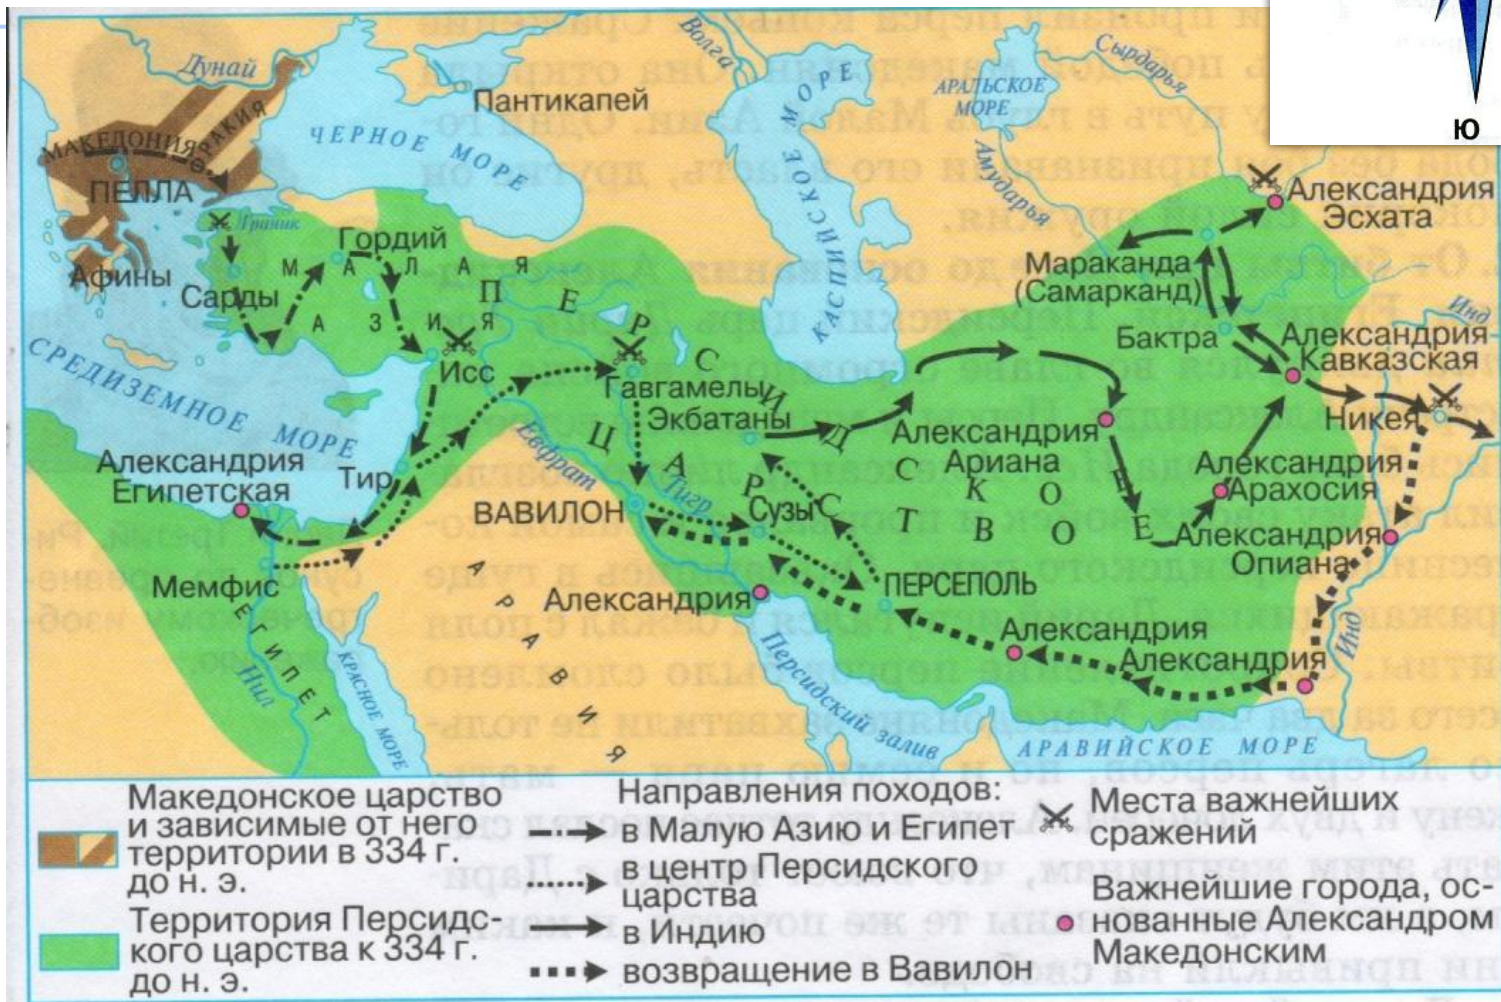 Ю
Дунай
Волга
Сырдарья
МАКЕДОНИЯ
ФРАКИЯ
Пантикапей
ЧЕРНОЕ МОРЕ
КАСПИЙСКОЕ МОРЕ
АРАЛЬСКОЕ
МОРЕ
Амударья
ПЕЛЛА
Граник
Александрия
Эсхата
Афины
Сарды
Гордий
МАЛАЯ
АЗИЯ
Мараканда
(Самарканд)
Бактра
Александрия
Кавказская
Инд
СРЕДИЗЕМНОЕ МОРЕ
Исс
Гавгамелы
Экбатаны
ПЕРСИДСКОЕ
ЦАРСТВО
Никея
Александрия
Ариана
Александрия
Египетская
Тир
Евфрат
Тигр
ВАВИЛОН
Сузы
Александрия
Арахосия
Александрия
Опиана
Мемфис
Александрия
ПЕРСЕПОЛЬ
АРАВИЯ
ЕГИПЕТ
Нил
КРАСНОЕ МОРЕ
Персидский залив
Александрия
Александрия
Инд
АРАВИЙСКОЕ МОРЕ
Македонское царство
и зависимые от него
территории в 334 г.
до н. э.
Территория Персидс-
кого царства к 334 г.
до н. э.
Направления походов:
в Малую Азию и Египет
в центр Персидского
царства
в Индию
возвращение в Вавилон
Места важнейших
сражений
Важнейшие города, ос-
нованные Александром
Македонским